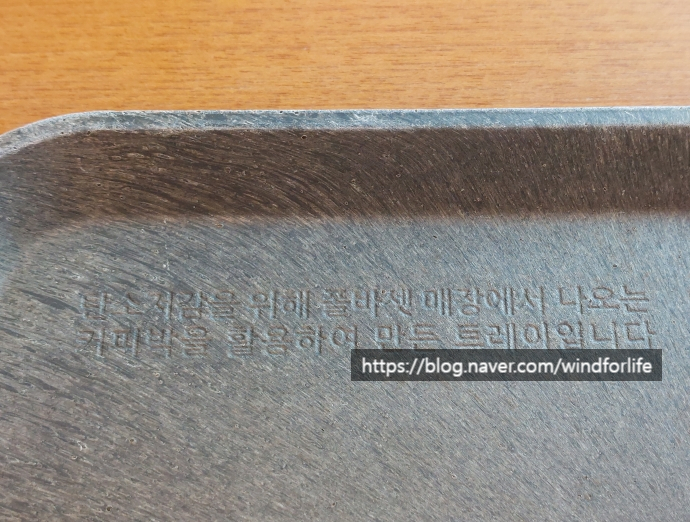 탄소저감을 위해 폴바셋 매장에서 나오는
커피박을 활용하여 만든 트레이입니다
https://blog.naver.com/windforlife